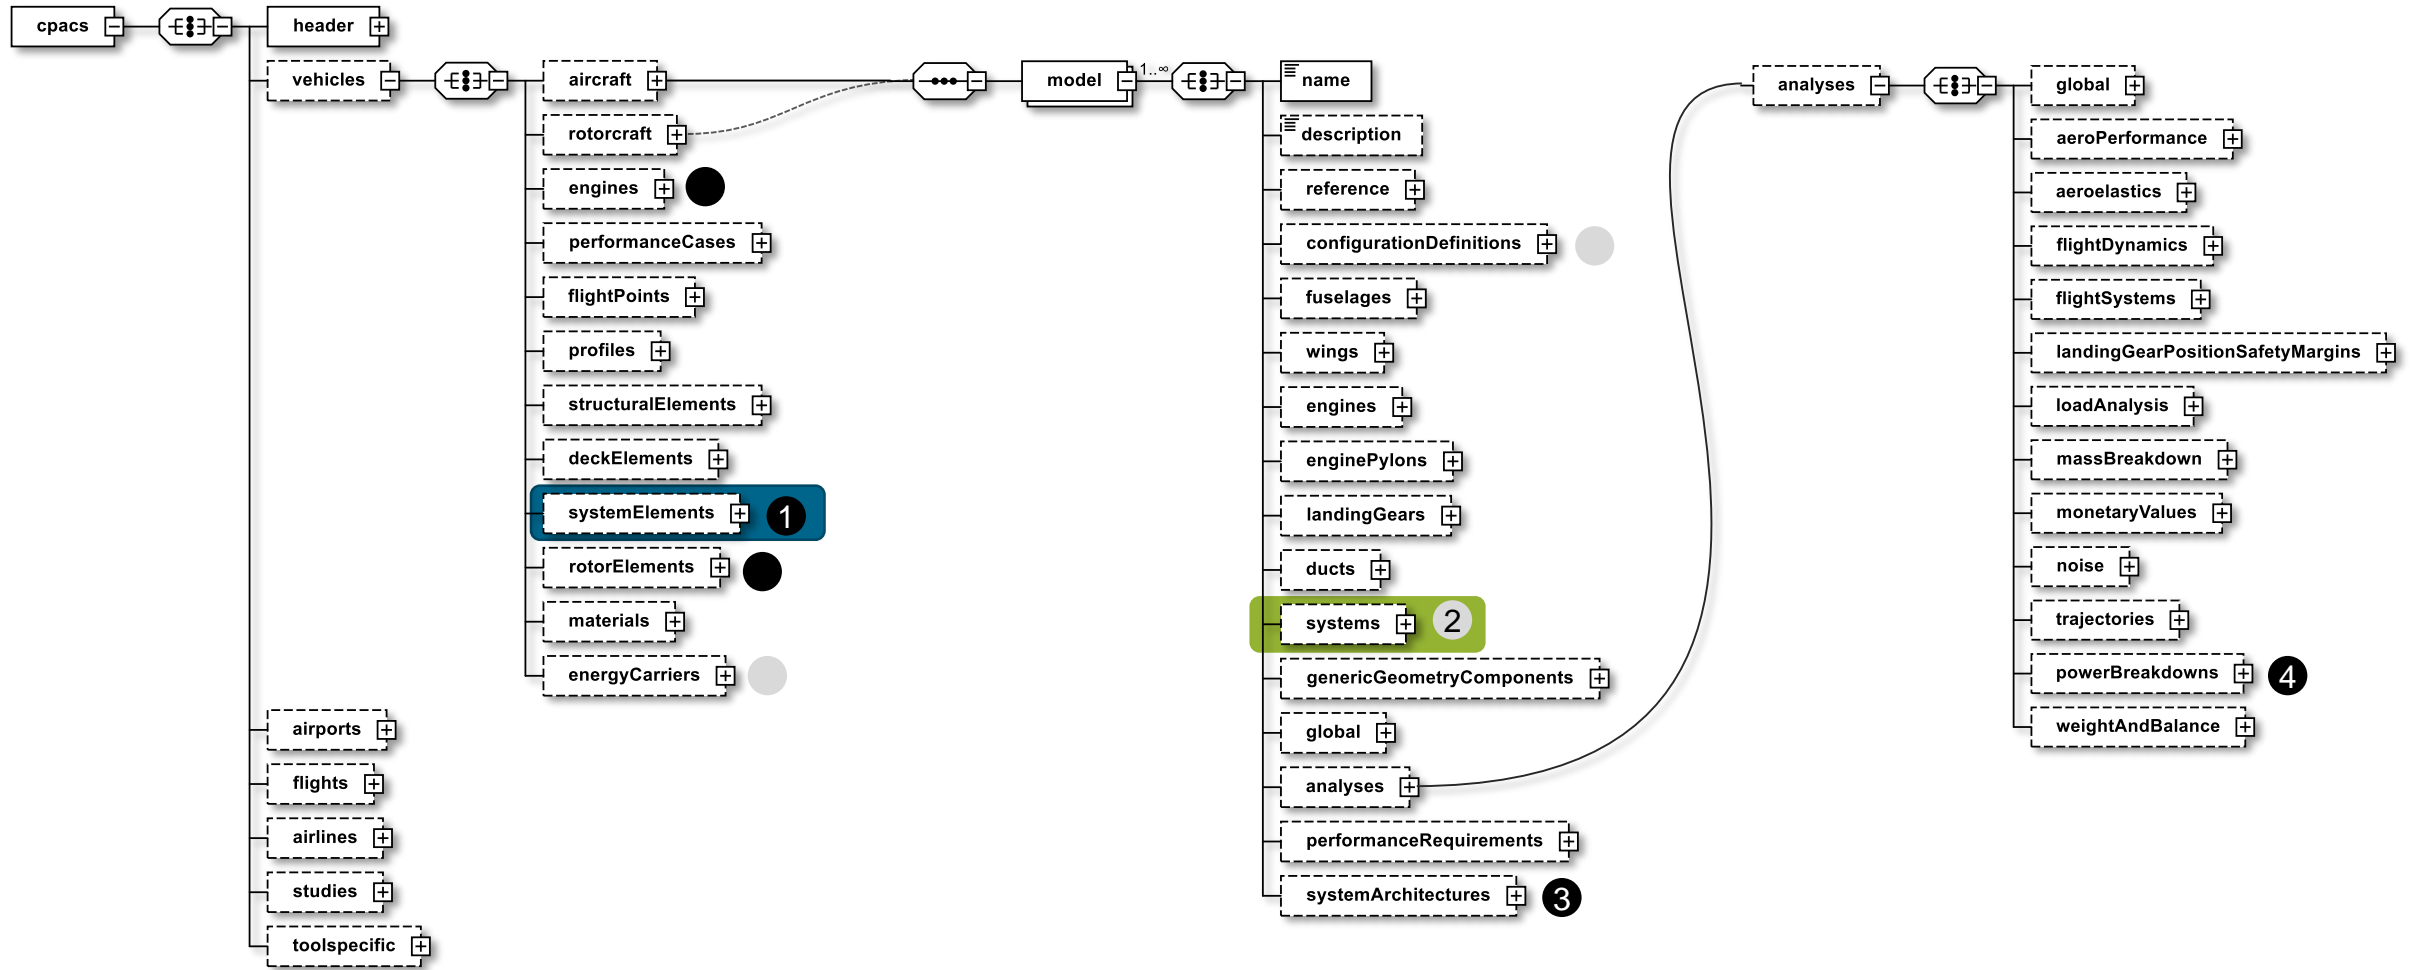 cpacs
header
vehicles
aircraft
rotorcraft
engines
performanceCases
flightPoints
profiles
structuralElements
deckElements
systemElements
1
rotorElements
materials
energyCarriers
airports
flights
airlines
studies
toolspecific
model
1..∞
name
description
reference
configurationDefinitions
fuselages
wings
engines
enginePylons
landingGears
ducts
systems
2
genericGeometryComponents
global
analyses
performanceRequirements
systemArchitectures
3
analyses
global
aeroPerformance
aeroelastics
flightDynamics
flightSystems
landingGearPositionSafetyMargins
loadAnalysis
massBreakdown
monetaryValues
noise
trajectories
powerBreakdowns
4
weightAndBalance